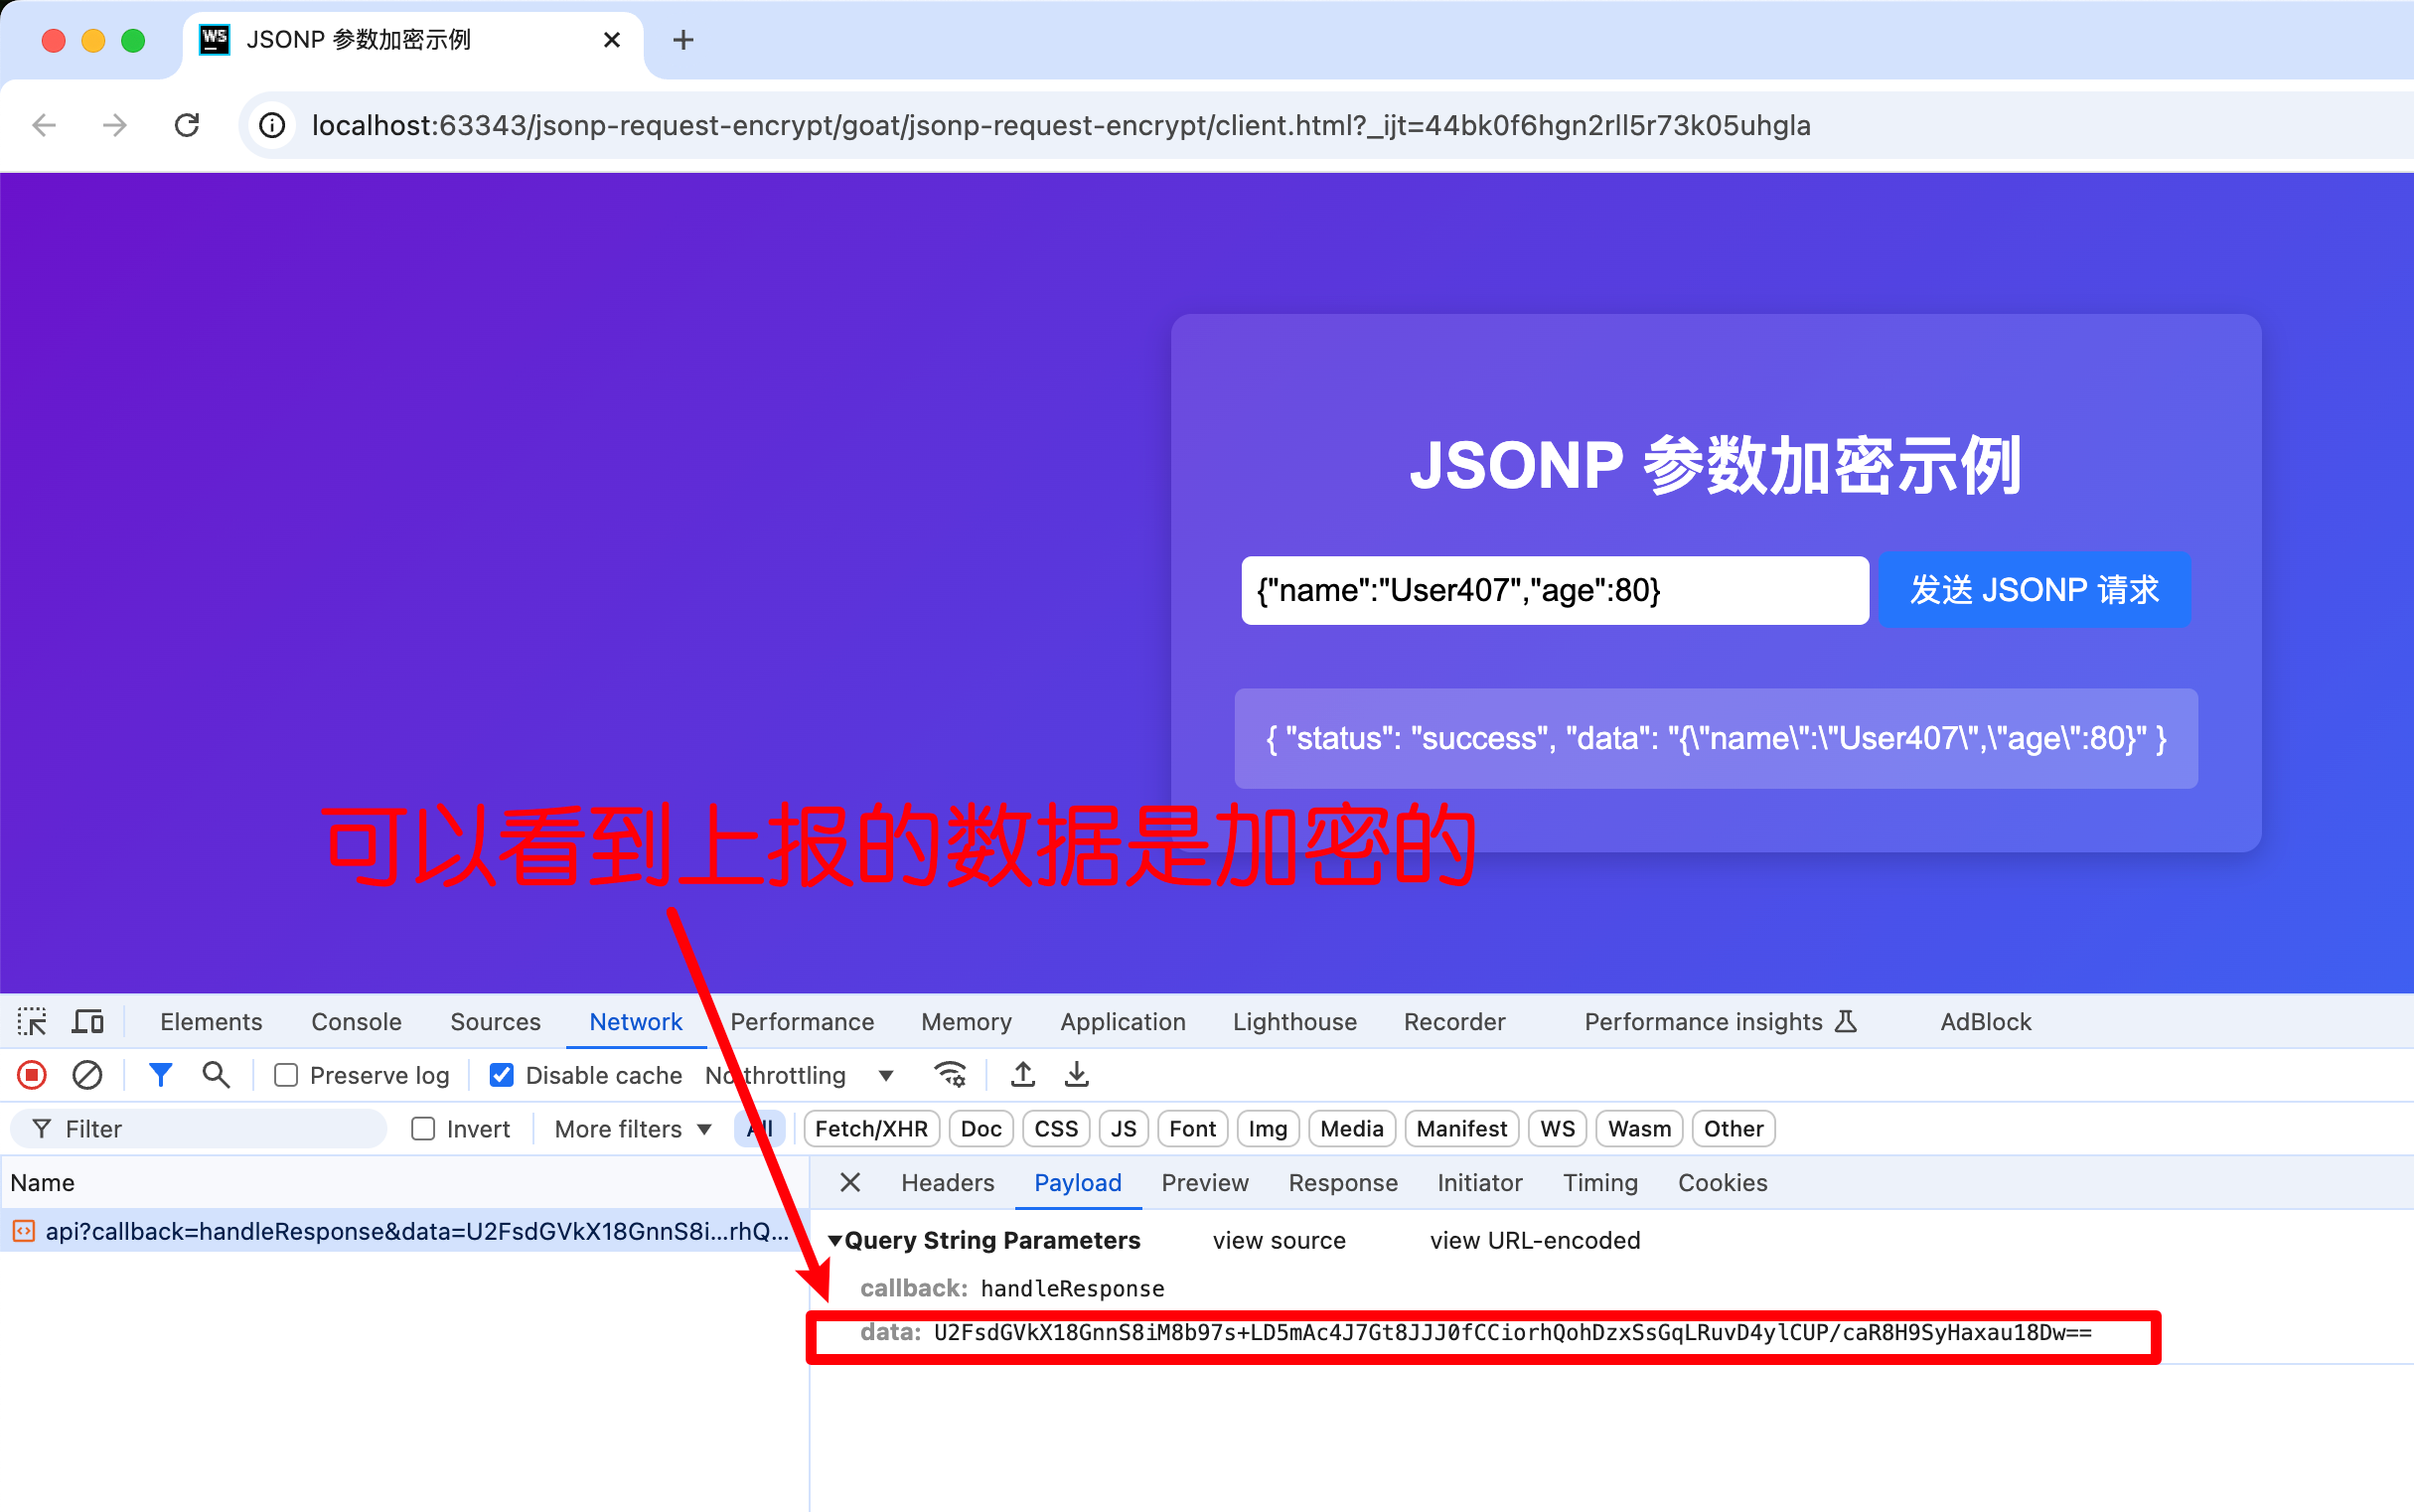 WS JSONP 参数加密示例
localhost:63343/jsonp-request-encrypt/goat/jsonp-request-encrypt/client.html?_ijt=44bk0f6hgn2rll5r73k05uhgla
JSONP 参数加密示例
{"name":"User407","age":80} 发送 JSONP 请求
{ "status": "success", "data": "{\"name\":\"User407\",\"age\":80}" }
可以看到上报的数据是加密的
Elements Console Sources Network Performance Memory Application Lighthouse Recorder Performance insights AdBlock
Preserve log Disable cache No throttling
Filter Invert More filters All Fetch/XHR Doc CSS JS Font Img Media Manifest WS Wasm Other
Name Headers Payload Preview Response Initiator Timing Cookies
api?callback=handleResponse&data=U2FsdGVkX18GnnS8i...rhQ... Query String Parameters view source view URL-encoded
callback: handleResponse
data: U2FsdGVkX18GnnS8iM8b97s+LD5mAc4J7Gt8JJJ0fCCiorhQohDzxSsGqLRuvD4ylCUP/caR8H9SyHaxau18Dw==